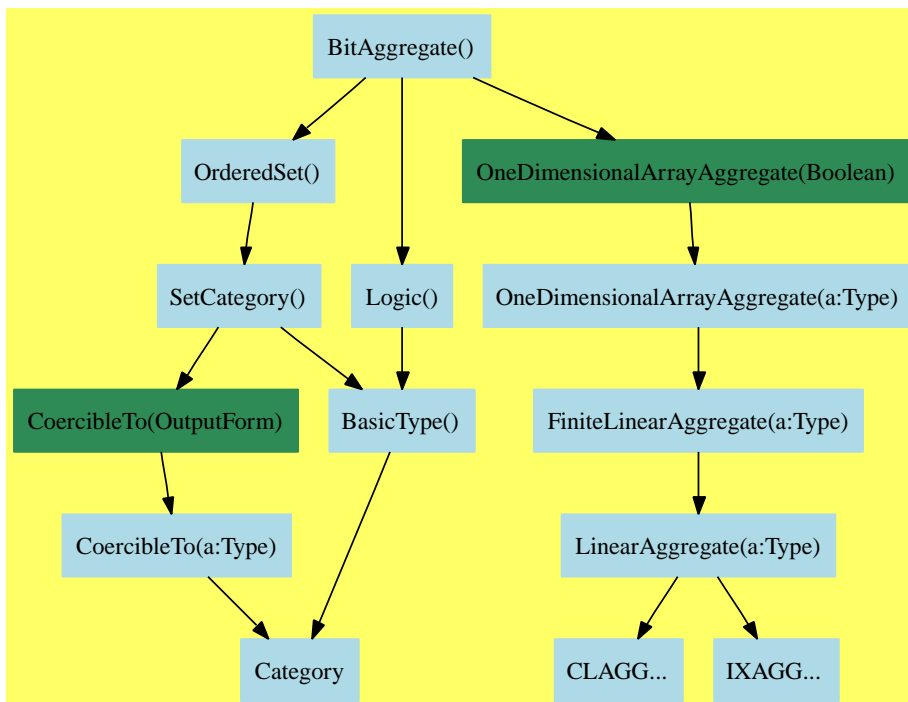 BitAggregate()
OrderedSet()
OneDimensionalArrayAggregate(Boolean)
SetCategory()
Logic()
OneDimensionalArrayAggregate(a:Type)
CoercibleTo(OutputForm)
BasicType()
FiniteLinearAggregate(a:Type)
CoercibleTo(a:Type)
LinearAggregate(a:Type)
Category
CLAGG...
IXAGG...